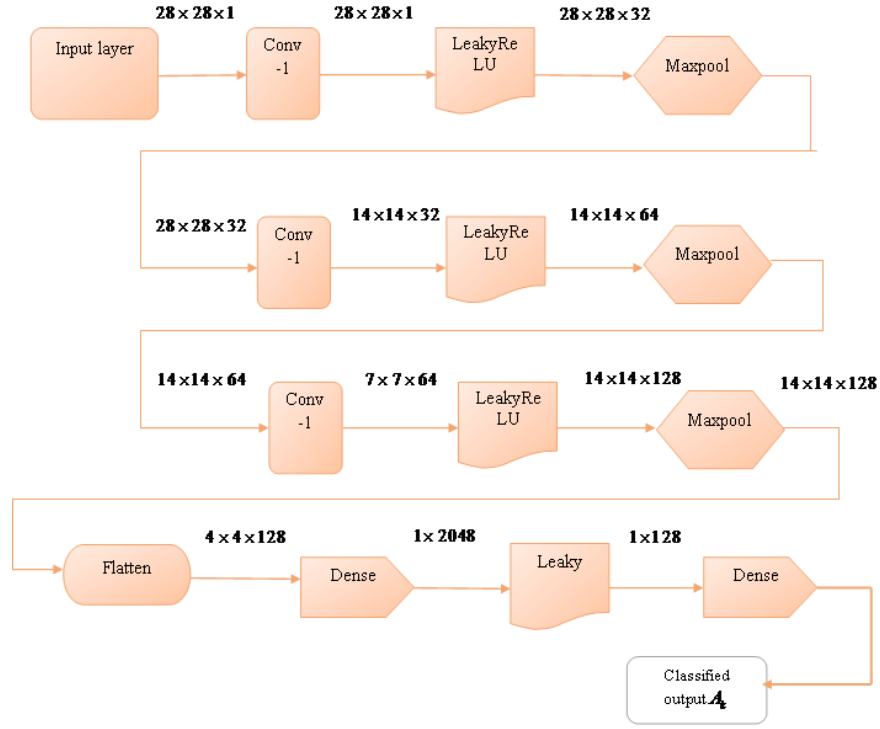 28×28×1
28×28×1
28×28×32
Input layer
Conv
-1
LeakyRe
LU
Maxpool
28×28×32
14×14×32
14×14×64
Conv
-1
LeakyRe
LU
Maxpool
14×14×64
7×7×64
14×14×128
14×14×128
Conv
-1
LeakyRe
LU
Maxpool
4×4×128
1×2048
1×128
Flatten
Dense
Leaky
Dense
Classified
output A_k